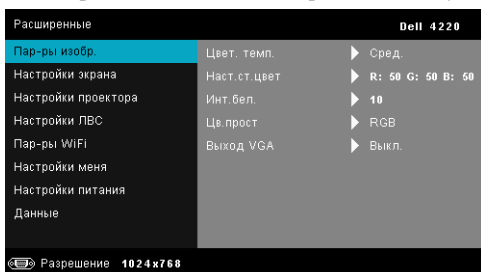 Расширенные Dell 4220
Пар-ры изобр. Цвет. темп. Сред.
Настройки экрана Наст.ст.цвет R: 50 G: 50 B: 50
Настройки проектора Инт.бел. 10
Настройки ЛВС Цв.прост RGB
Пар-ры WiFi Выход VGA Выкл.
Настройки меня
Настройки питания
Данные
Разрешение 1024x768